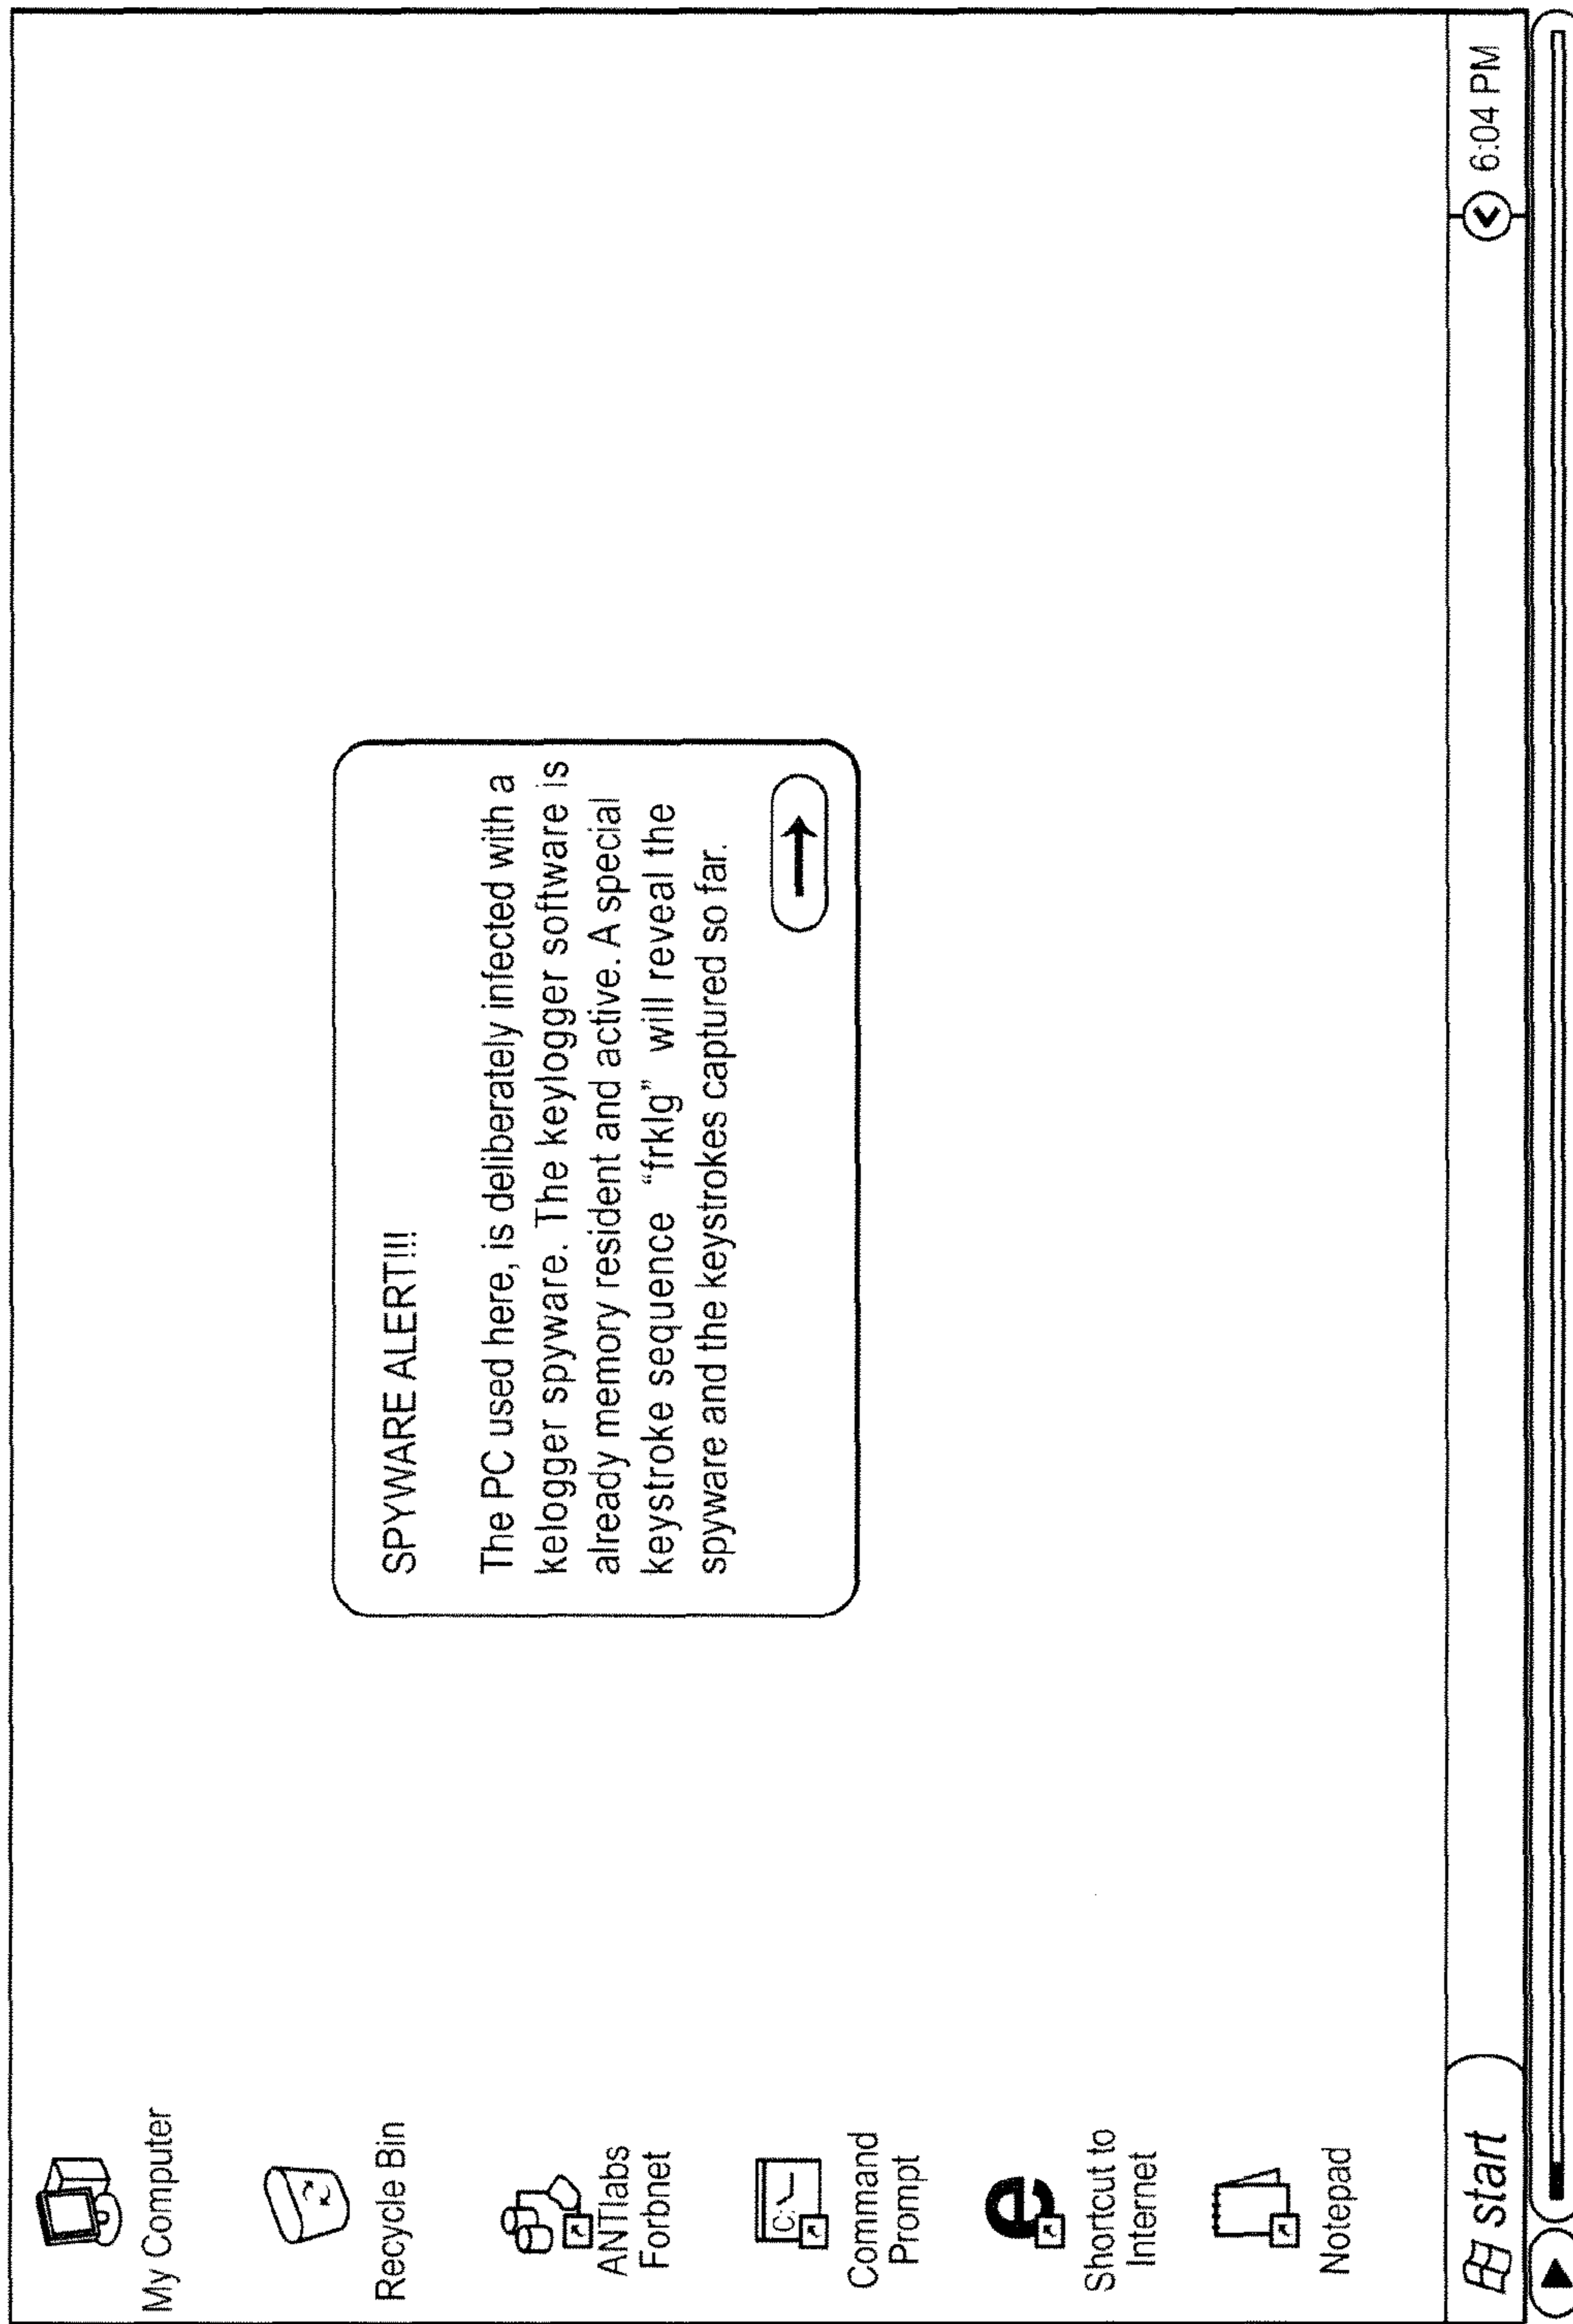 My Computer
Recycle Bin
ANTlabs
Forbnet
C:\
Command
Prompt
e
Shortcut to
Internet
Notepad
SPYWARE ALERT!!!
The PC used here, is deliberately infected with a
kelogger spyware. The keylogger software is
already memory resident and active. A special
keystroke sequence “frklg” will reveal the
spyware and the keystrokes captured so far.
start
6:04 PM